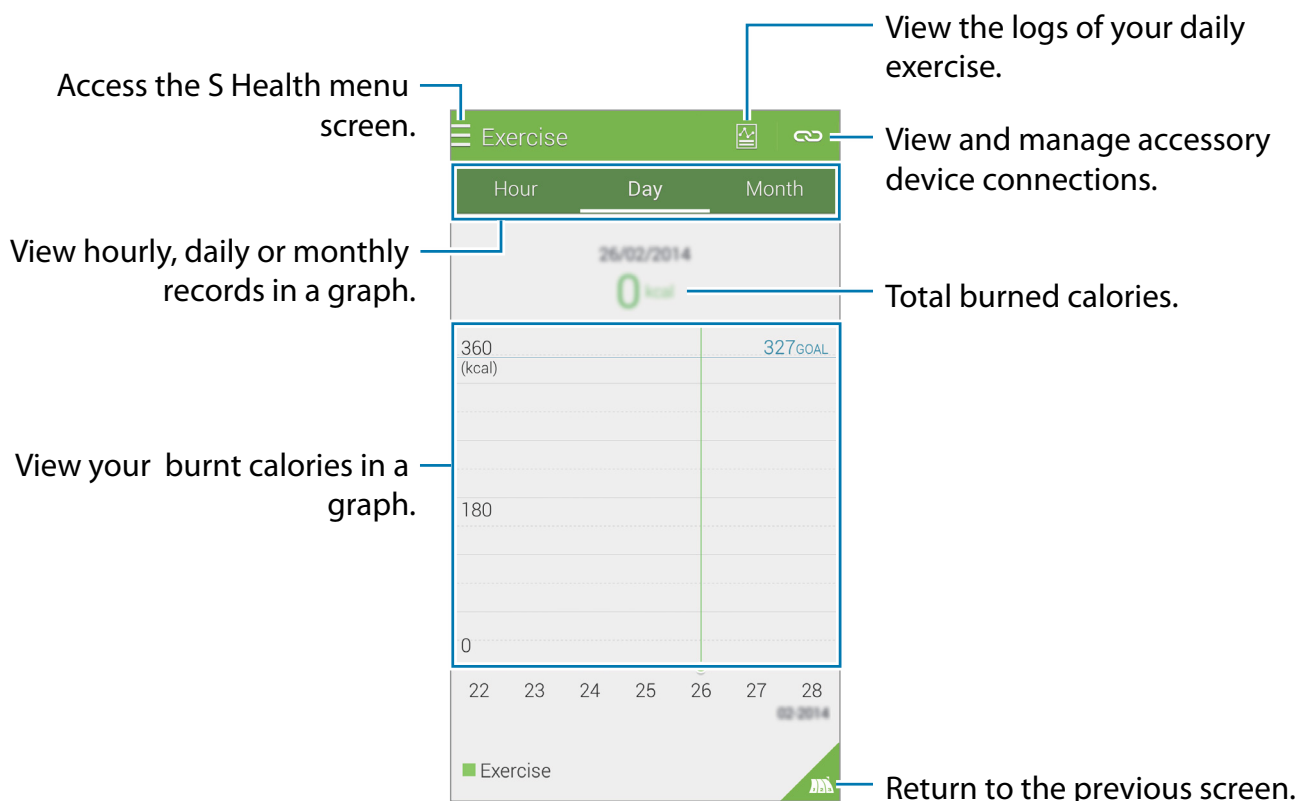 View the logs of your daily
exercise.
Access the S Health menu
screen.
Exercise
View and manage accessory
device connections.
Hour Day Month
View hourly, daily or monthly
records in a graph.
26/02/2014
0 kcal
Total burned calories.
360
(kcal)
327 GOAL
View your  burnt calories in a
graph.
180
0
22 23 24 25 26 27 28
02-2014
Exercise
Return to the previous screen.